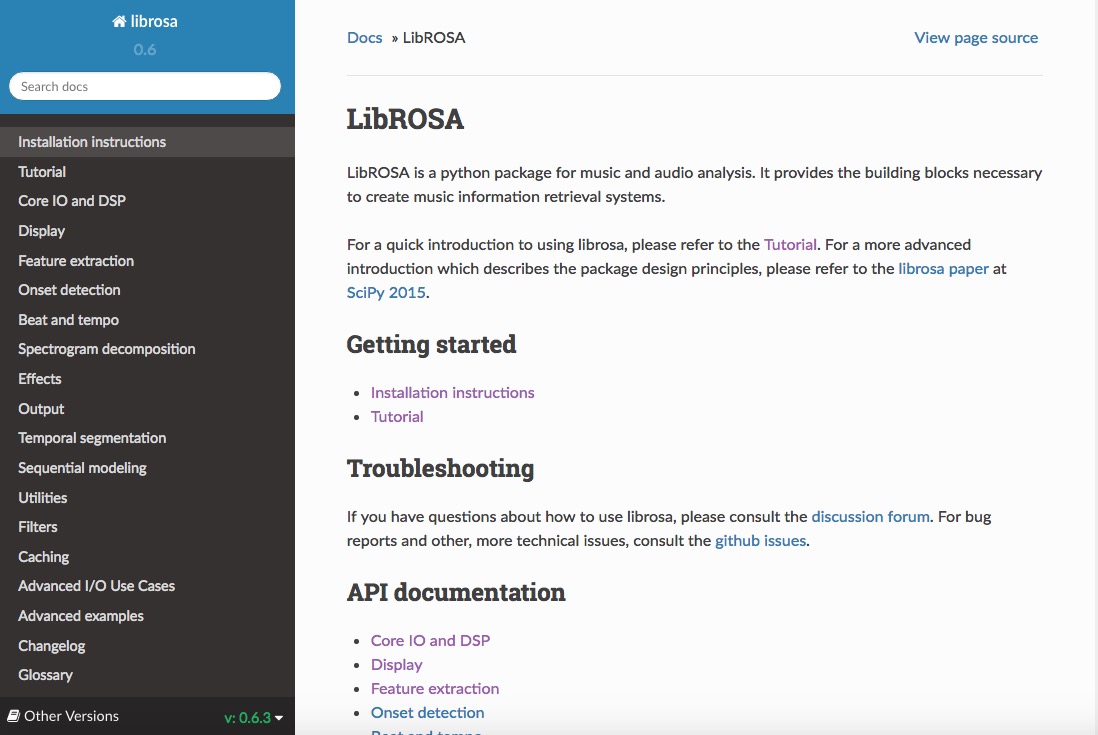 librosa
0.6
Search docs
Installation instructions
Tutorial
Core IO and DSP
Display
Feature extraction
Onset detection
Beat and tempo
Spectrogram decomposition
Effects
Output
Temporal segmentation
Sequential modeling
Utilities
Filters
Caching
Advanced I/O Use Cases
Advanced examples
Changelog
Glossary
Other Versions v: 0.6.3
Docs » LibROSA View page source
LibROSA
LibROSA is a python package for music and audio analysis. It provides the building blocks necessary
to create music information retrieval systems.
For a quick introduction to using librosa, please refer to the Tutorial. For a more advanced
introduction which describes the package design principles, please refer to the librosa paper at
SciPy 2015.
Getting started
• Installation instructions
• Tutorial
Troubleshooting
If you have questions about how to use librosa, please consult the discussion forum. For bug
reports and other, more technical issues, consult the github issues.
API documentation
• Core IO and DSP
• Display
• Feature extraction
• Onset detection
Beat and tempo